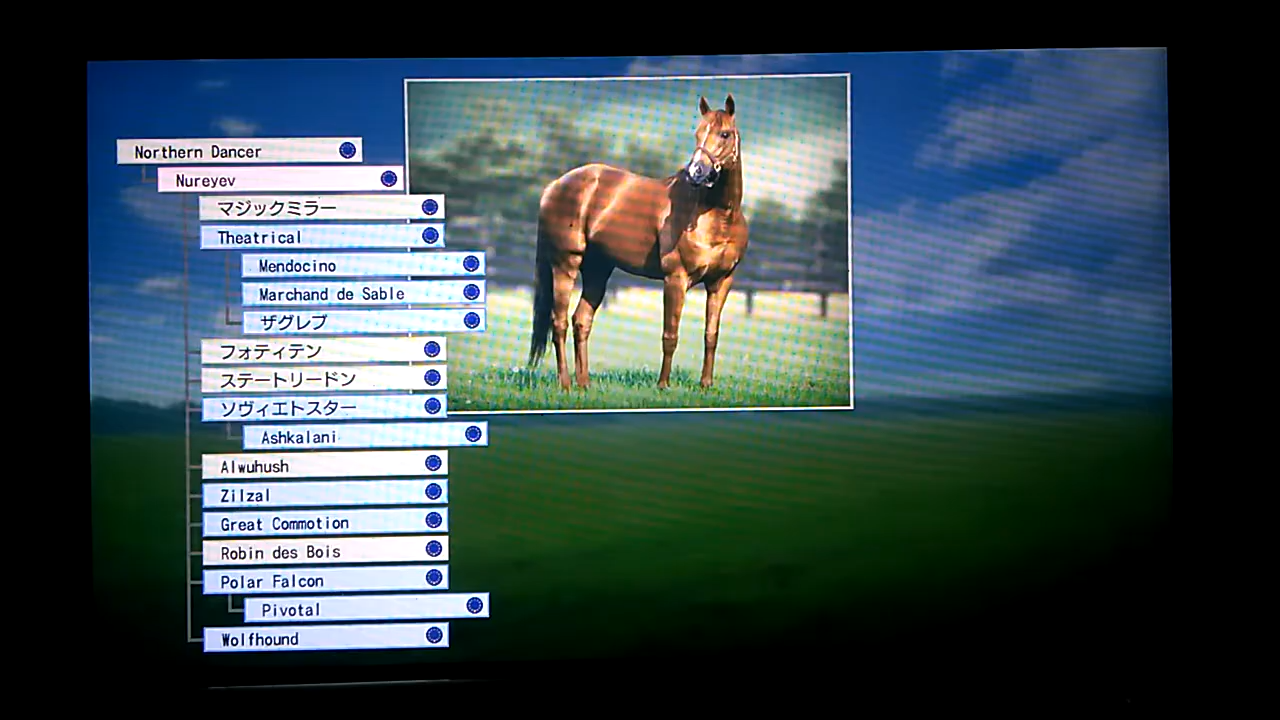 Northern Dancer
Nureyev
マジックミラー
Theatrical
Mendocino
Marchand de Sable
ザグレブ
フォティテン
ステートリードン
ソヴィエトスター
Ashkalani
Alwuhush
Zilzal
Great Commotion
Robin des Bois
Polar Falcon
Pivotal
Wolfhound